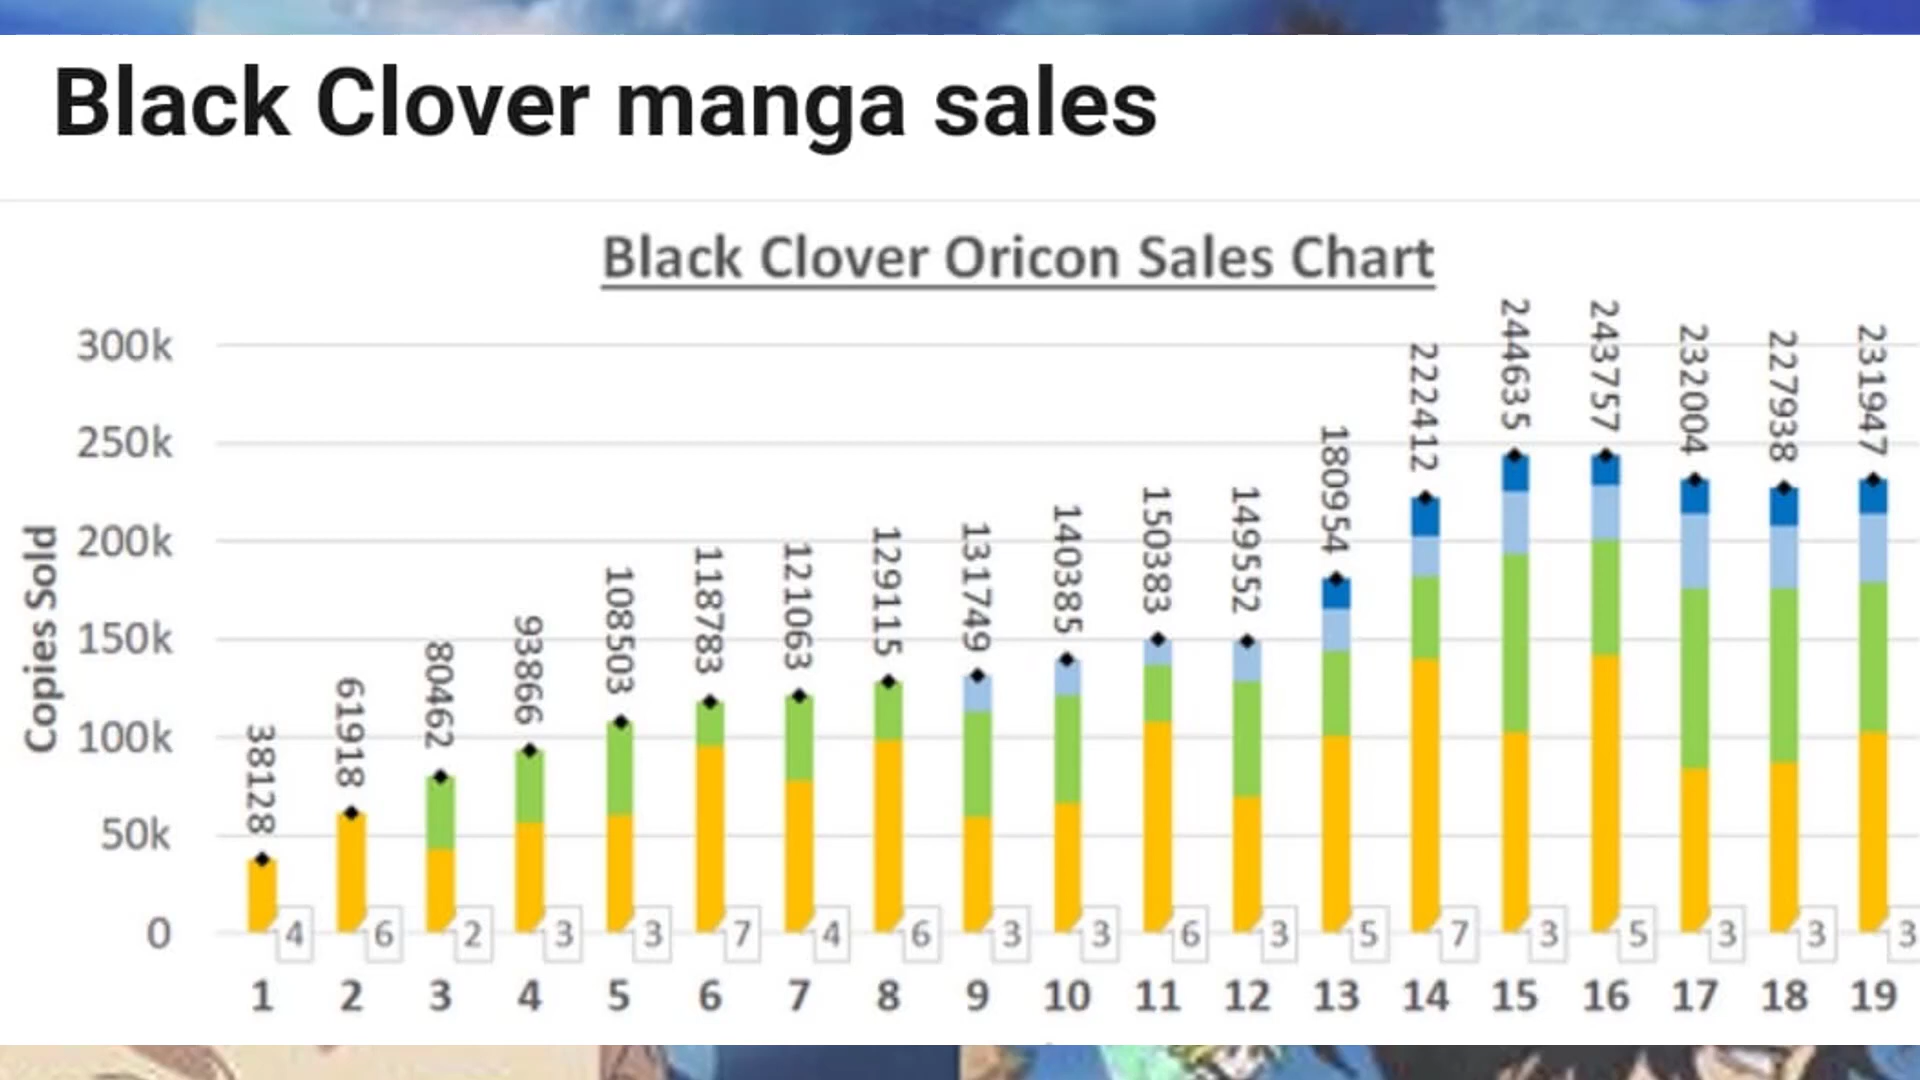 Black Clover manga sales
Black Clover Oricon Sales Chart
Copies Sold
300k
250k
200k
150k
100k
50k
0
38128
61918
80462
93866
108503
118783
121063
129115
131749
140385
150383
149552
180954
222412
244635
243757
232004
227938
231947
4 6 2 3 3 7 4 6 3 3 6 3 5 7 3 5 3 3 3
1 2 3 4 5 6 7 8 9 10 11 12 13 14 15 16 17 18 19